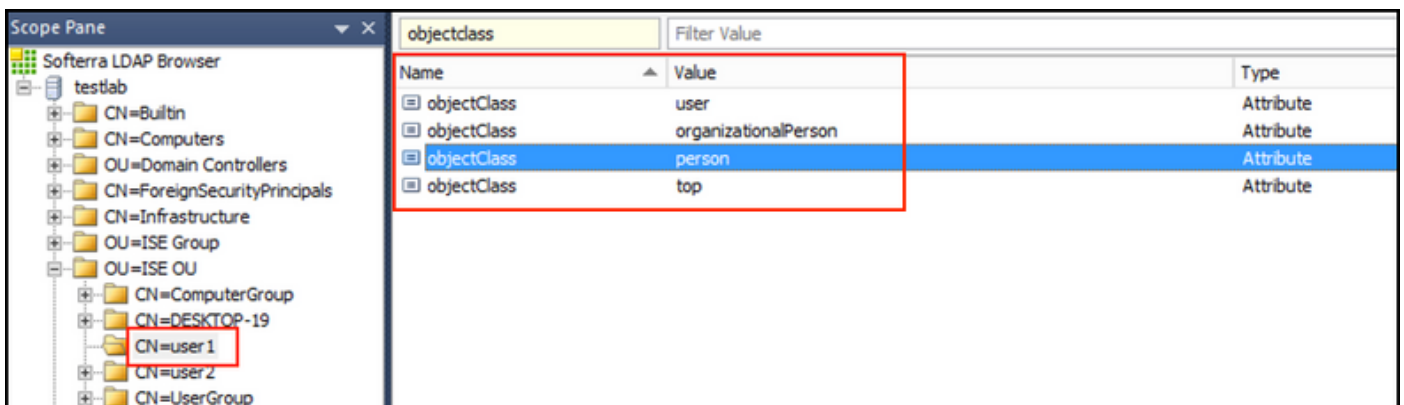 Scope Pane
Softerra LDAP Browser
testlab
CN=Builtin
CN=Computers
OU=Domain Controllers
CN=ForeignSecurityPrincipals
CN=Infrastructure
OU=ISE Group
OU=ISE OU
CN=ComputerGroup
CN=DESKTOP-19
CN=user1
CN=user2
CN=UserGroup
objectclass Filter Value
Name Value Type
objectClass user Attribute
objectClass organizationalPerson Attribute
objectClass person Attribute
objectClass top Attribute